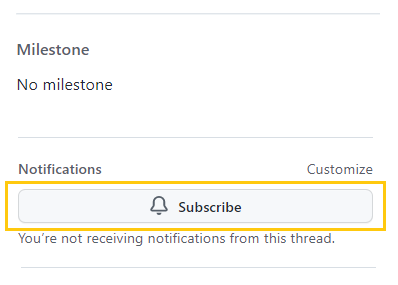 Milestone
No milestone
Notifications Customize
Subscribe
You're not receiving notifications from this thread.